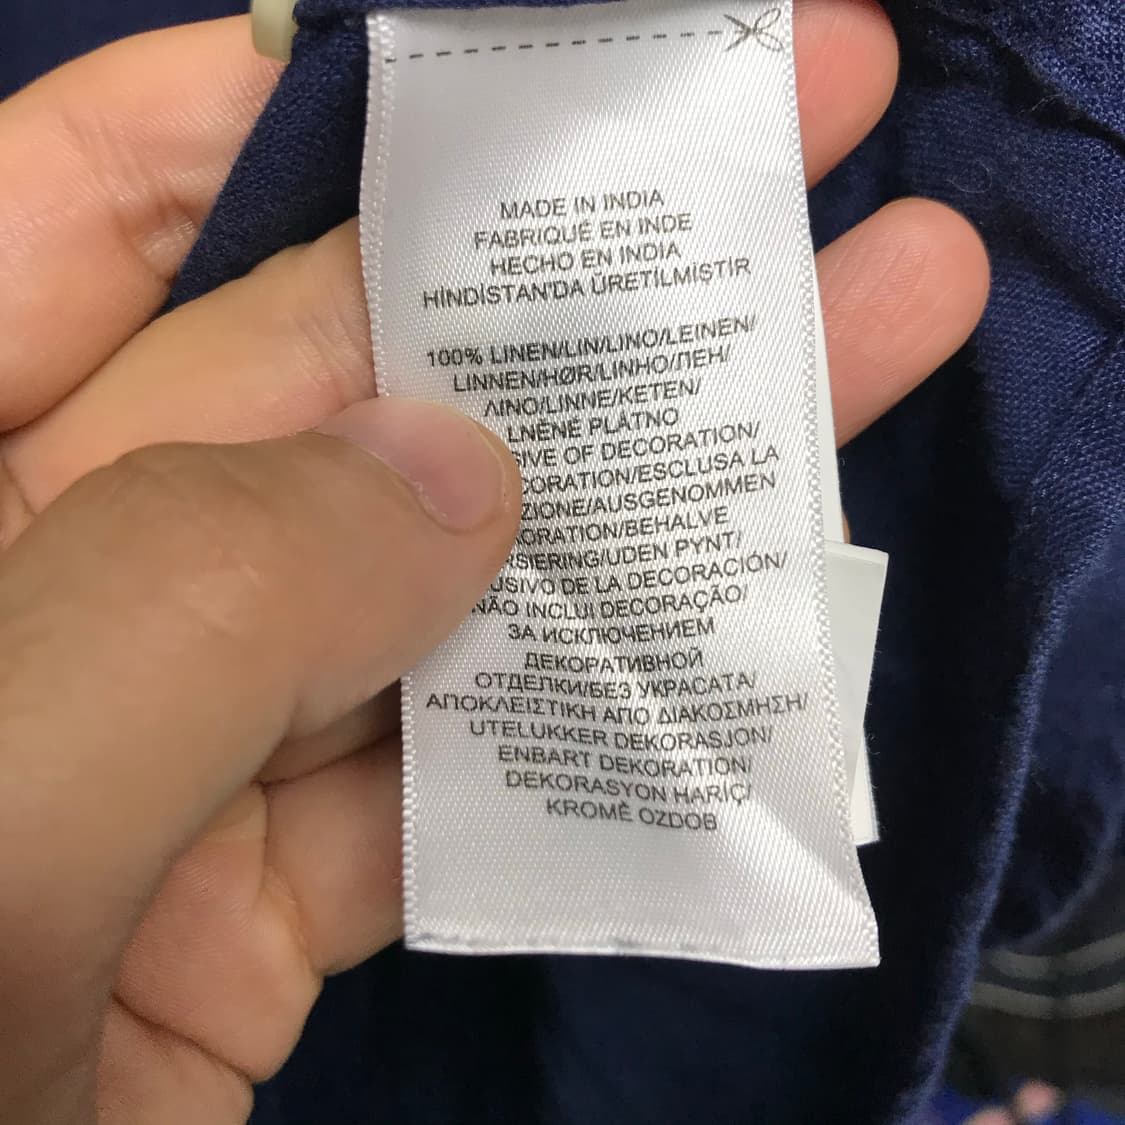 MADE IN INDIA
FABRIQUÉ EN INDE
HECHO EN INDIA
HİNDİSTAN'DA ÜRETİLMİŞTİR
100% LINEN/LIN/LINO/LEINEN/
LINNEN/HØR/LINHO/ЛЕН/
ΛΙΝΟ/LINNE/KETEN/
LNĚNÉ PLÁTNO
SIVE OF DECORATION/
CORATION/ESCLUSA LA
ZIONE/AUSGENOMMEN
ORATION/BEHALVE
RSIERING/UDEN PYNT/
USIVO DE LA DECORACIÓN/
NÃO INCLUI DECORAÇÃO/
ЗА ИСКЛЮЧЕНИЕМ
ДЕКОРАТИВНОЙ
ОТДЕЛКИ/БЕЗ УКРАСАТА/
ΑΠΟΚΛΕΙΣΤΙΚΗ ΑΠΟ ΔΙΑΚΟΣΜΗΣΗ/
UTELUKKER DEKORASJON/
ENBART DEKORATION/
DEKORASYON HARİÇ/
KROMĚ OZDOB